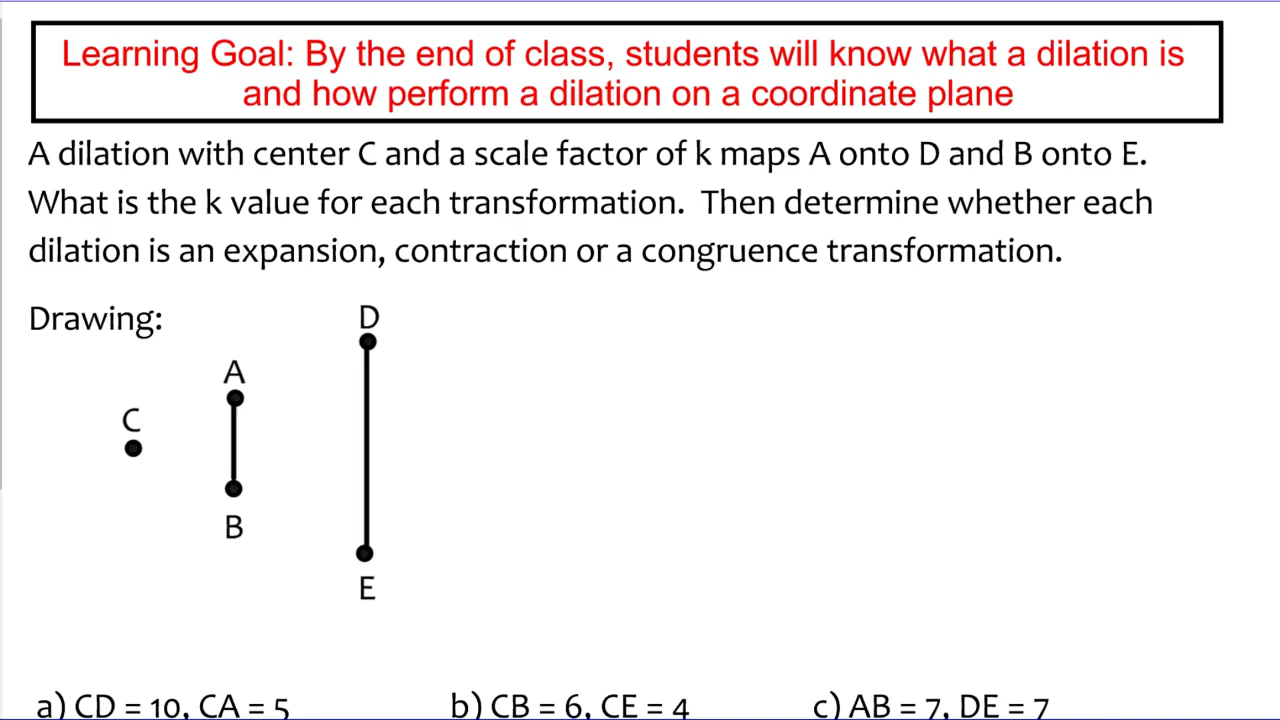 Learning Goal: By the end of class, students will know what a dilation is
and how perform a dilation on a coordinate plane
A dilation with center C and a scale factor of k maps A onto D and B onto E.
What is the k value for each transformation. Then determine whether each
dilation is an expansion, contraction or a congruence transformation.
Drawing:
D
A
C
B
E
a) CD = 10, CA = 5 b) CB = 6, CE = 4 c) AB = 7, DE = 7